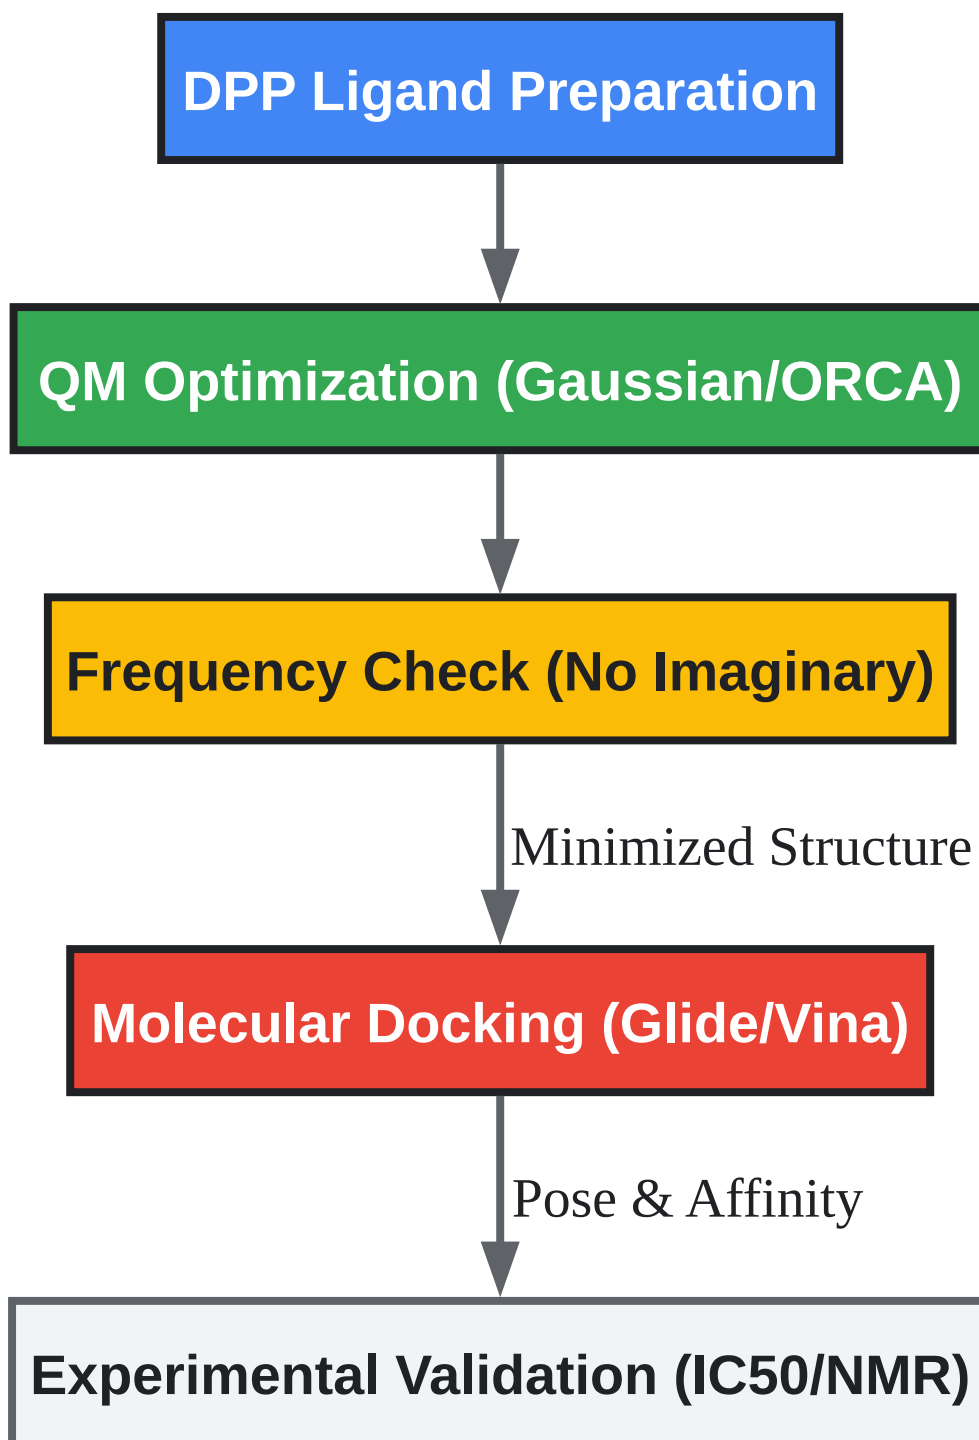 DPP Ligand Preparation
QM Optimization (Gaussian/ORCA)
Frequency Check (No Imaginary)
Minimized Structure
Molecular Docking (Glide/Vina)
Pose & Affinity
Experimental Validation (IC50/NMR)